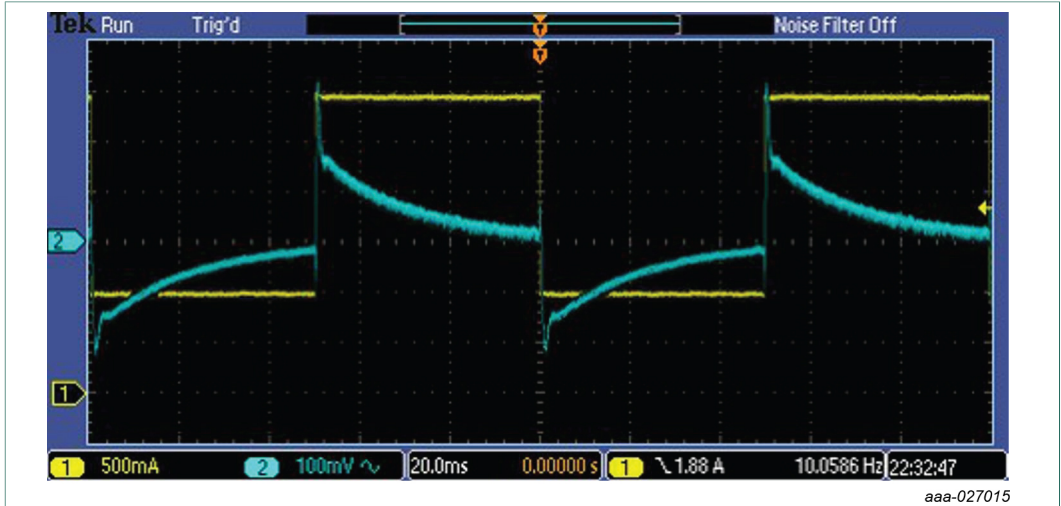 Tek Run Trig'd Noise Filter Off
T
T
2
1
1 500mA 2 100mV 20.0ms 0.00000 s 1 1.88 A 10.0586 Hz 22:32:47
aaa-027015